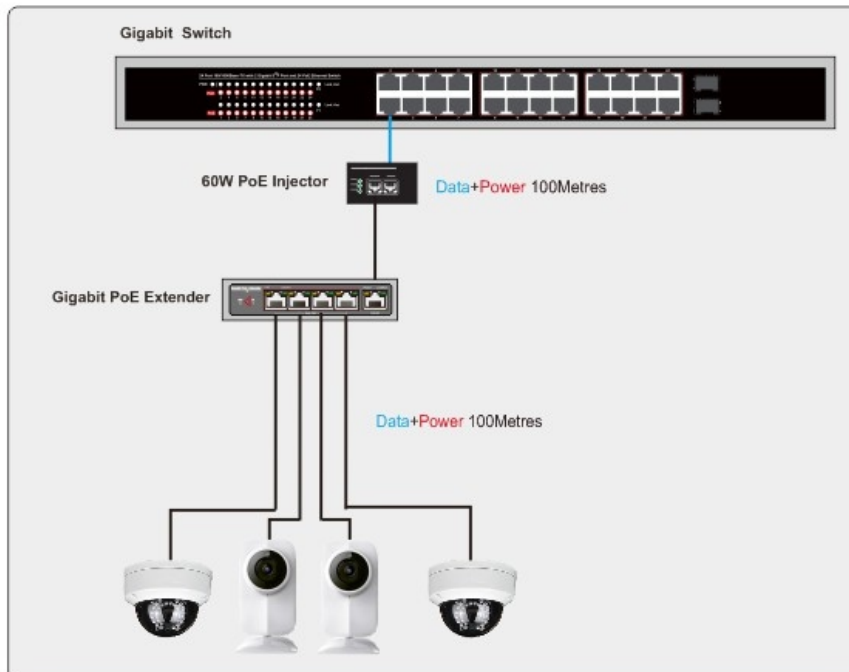 Gigabit Switch
60W PoE Injector
Data+Power 100Metres
Gigabit PoE Extender
Data+Power 100Metres